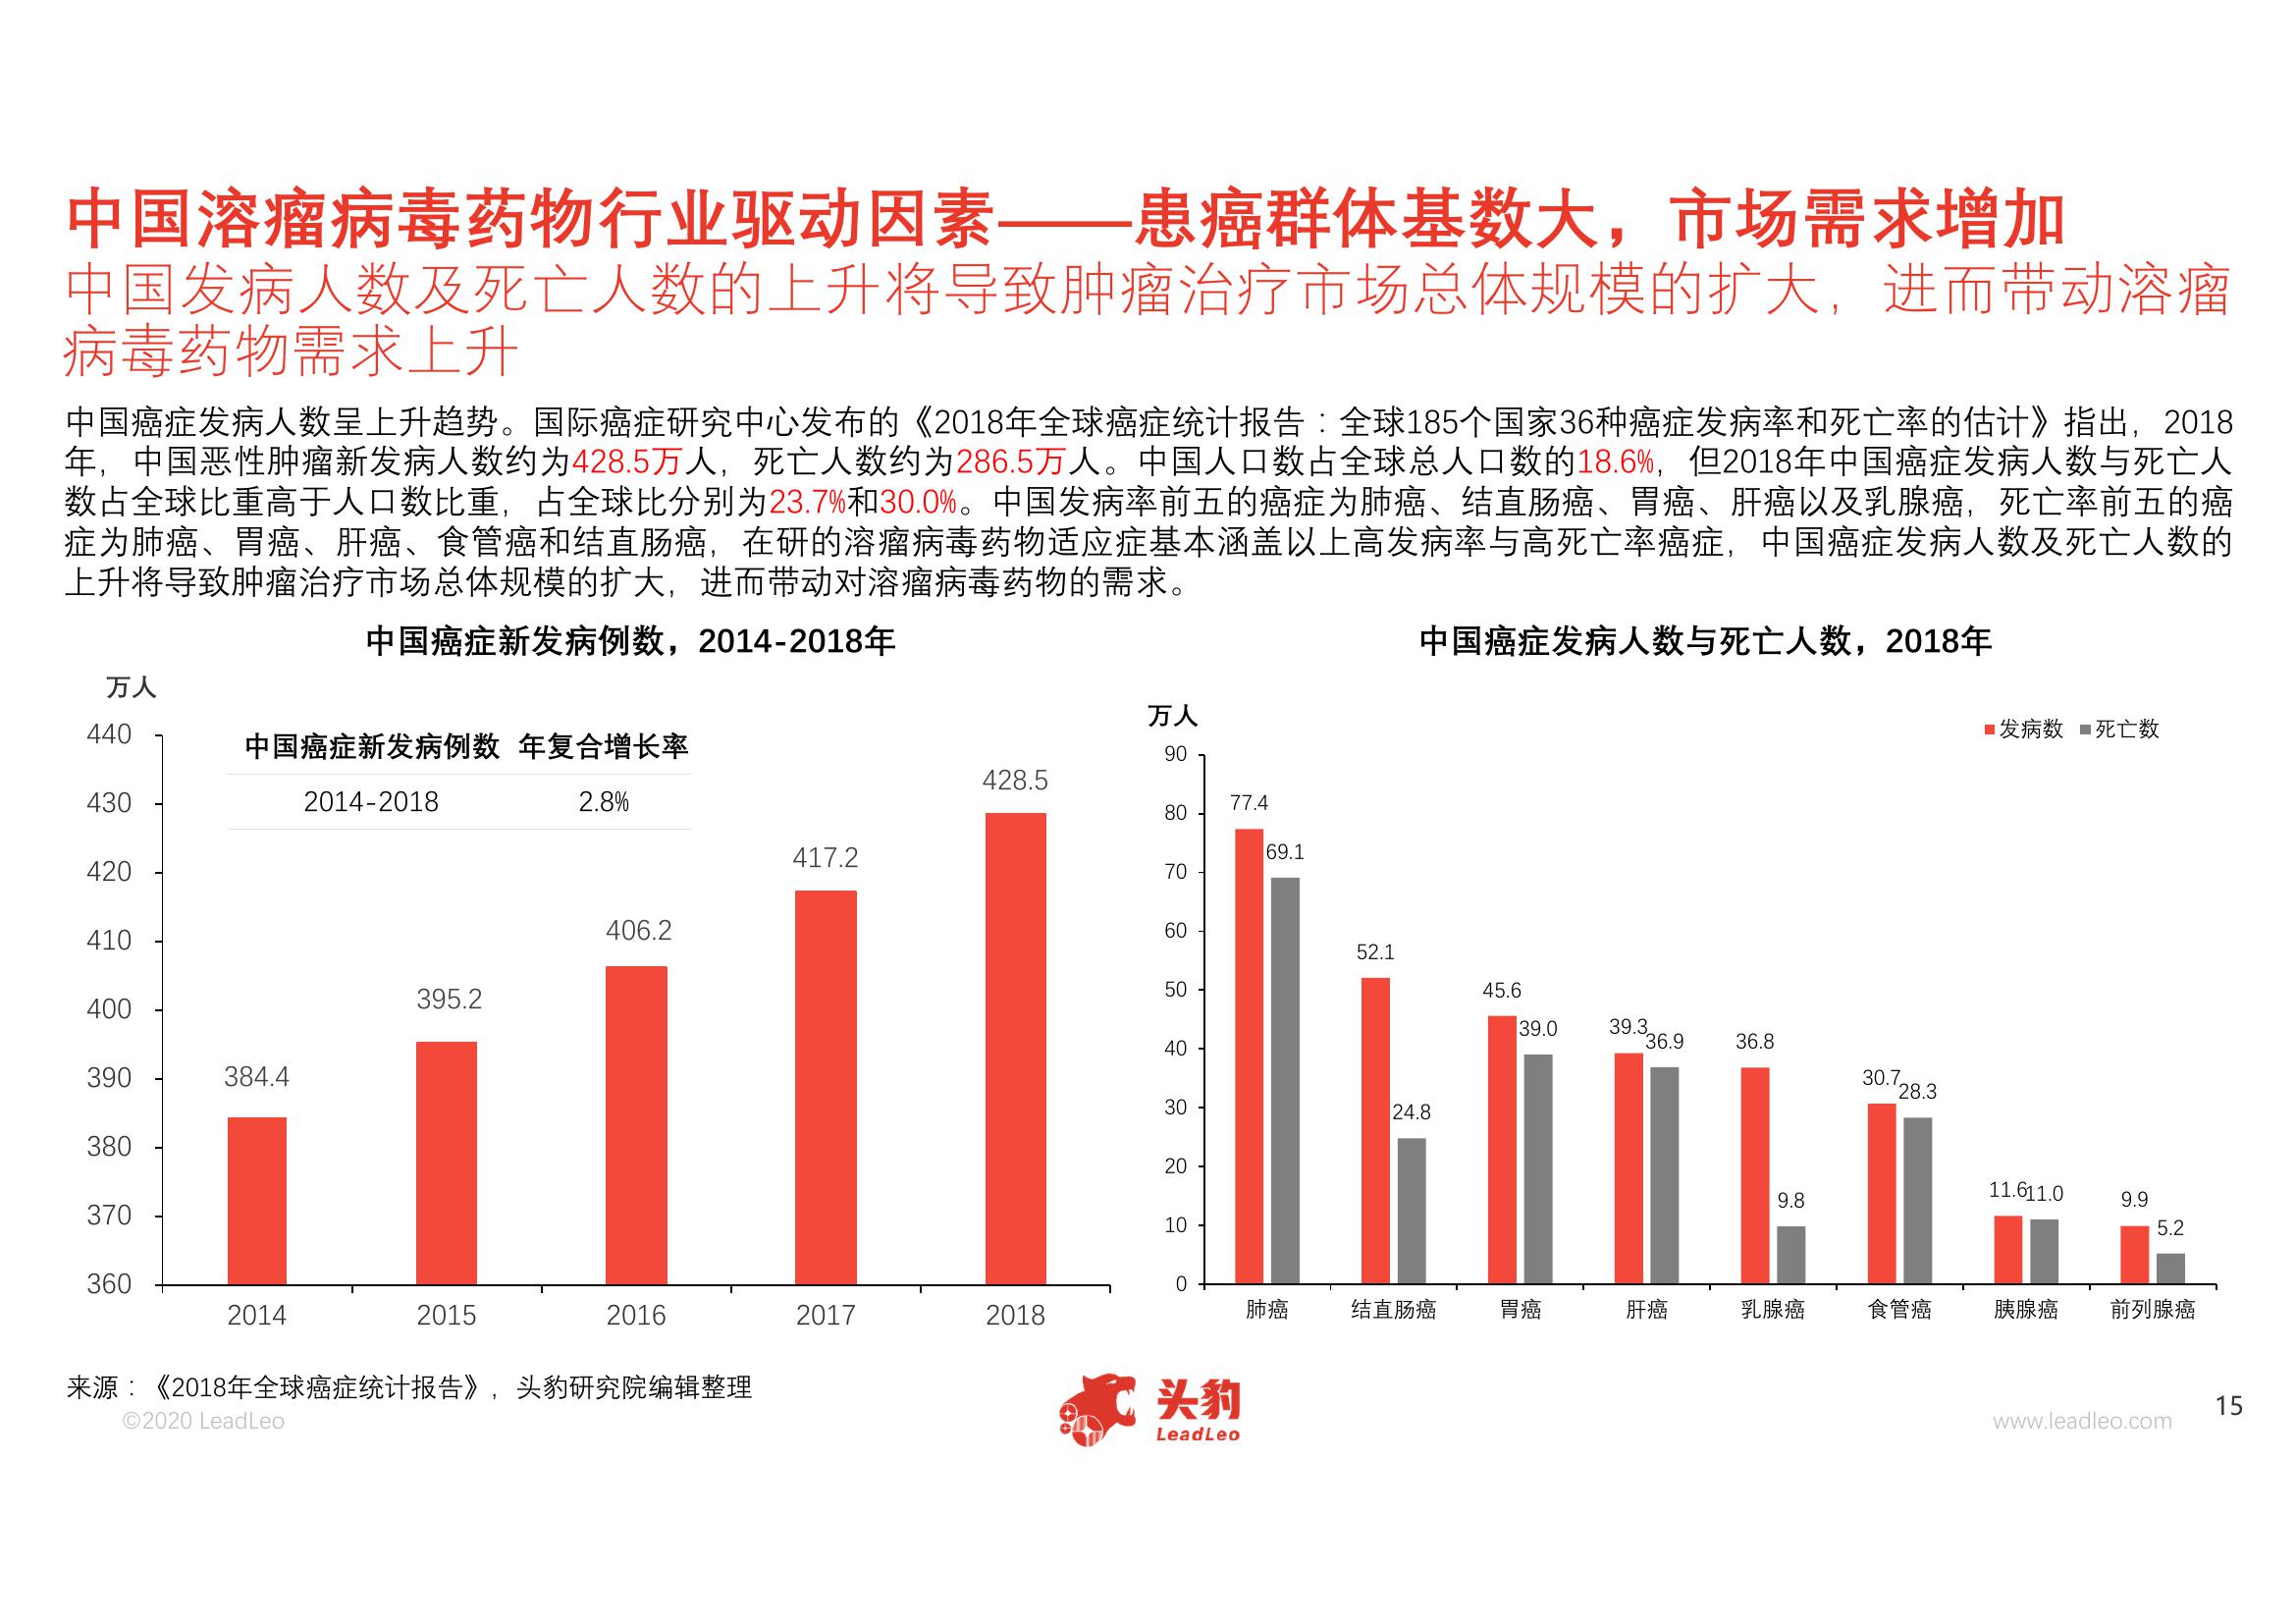 中国溶瘤病毒药物行业驱动因素——患癌群体基数大，市场需求增加
中国发病人数及死亡人数的上升将导致肿瘤治疗市场总体规模的扩大，进而带动溶瘤
病毒药物需求上升
中国癌症发病人数呈上升趋势。国际癌症研究中心发布的《2018年全球癌症统计报告：全球185个国家36种癌症发病率和死亡率的估计》指出，2018
年，中国恶性肿瘤新发病人数约为428.5万人，死亡人数约为286.5万人。中国人口数占全球总人口数的18.6%，但2018年中国癌症发病人数与死亡人
数占全球比重高于人口数比重，占全球比分别为23.7%和30.0%。中国发病率前五的癌症为肺癌、结直肠癌、胃癌、肝癌以及乳腺癌，死亡率前五的癌
症为肺癌、胃癌、肝癌、食管癌和结直肠癌，在研的溶瘤病毒药物适应症基本涵盖以上高发病率与高死亡率癌症，中国癌症发病人数及死亡人数的
上升将导致肿瘤治疗市场总体规模的扩大，进而带动对溶瘤病毒药物的需求。
中国癌症新发病例数，2014-2018年
万人
440
430
420
410
400
390
380
370
360
中国癌症新发病例数 年复合增长率
2014-2018 2.8%
384.4
395.2
406.2
417.2
428.5
2014 2015 2016 2017 2018
中国癌症发病人数与死亡人数，2018年
万人
发病数 死亡数
90
80
70
60
50
40
30
20
10
0
77.4 69.1
52.1 24.8
45.6 39.0
39.3 36.9
36.8 9.8
30.7 28.3
11.6 11.0
9.9 5.2
肺癌 结直肠癌 胃癌 肝癌 乳腺癌 食管癌 胰腺癌 前列腺癌
来源：《2018年全球癌症统计报告》，头豹研究院编辑整理
©2020 LeadLeo
头豹
LeadLeo
www.leadleo.com
15